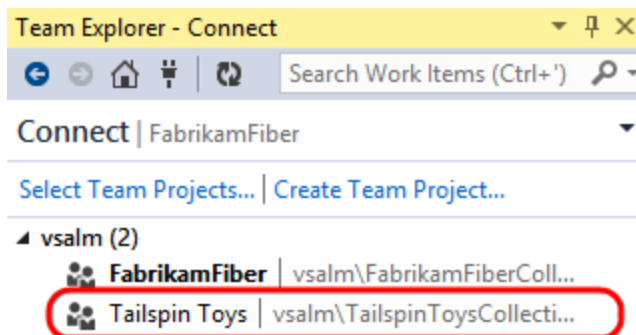 Team Explorer - Connect
Search Work Items (Ctrl+')
Connect | FabrikamFiber
Select Team Projects... | Create Team Project...
vsalm (2)
FabrikamFiber | vsalm\FabrikamFiberColl...
Tailspin Toys | vsalm\TailspinToysCollecti...